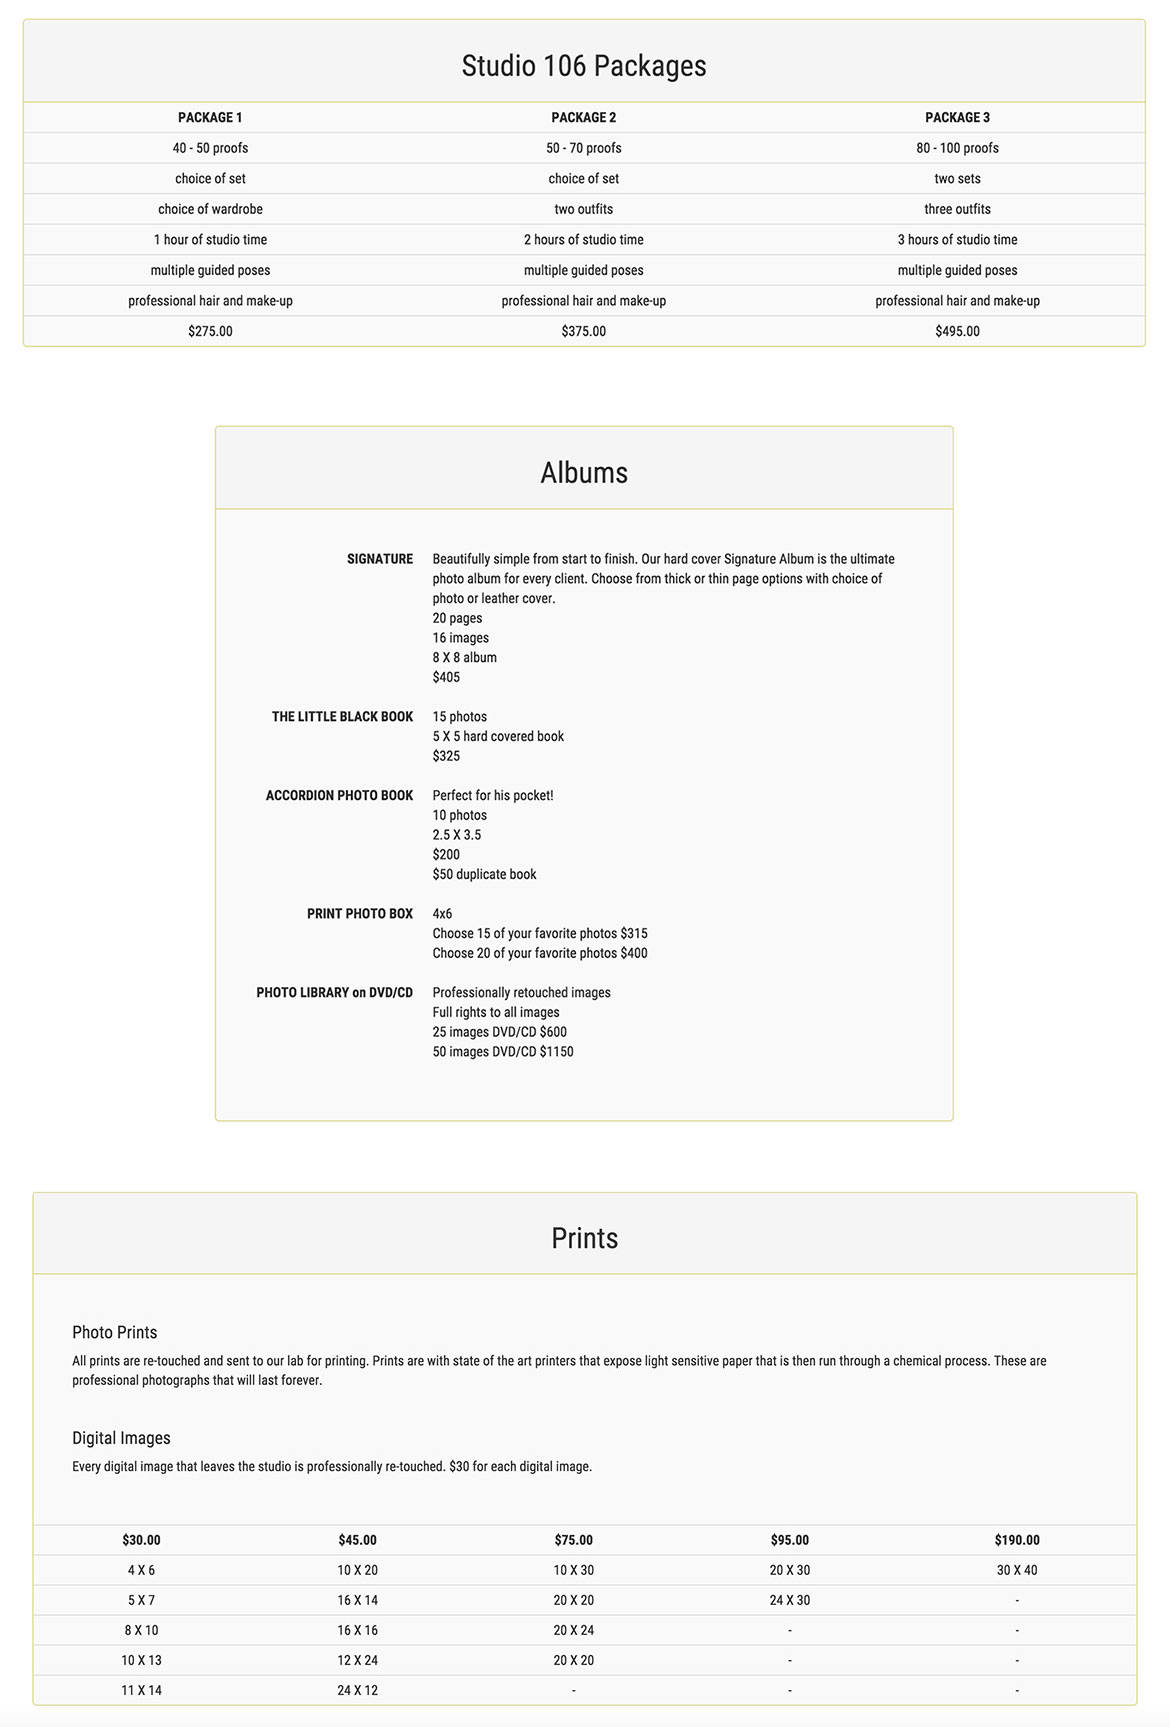 Studio 106 Packages
PACKAGE 1 PACKAGE 2 PACKAGE 3
40 - 50 proofs 50 - 70 proofs 80 - 100 proofs
choice of set choice of set two sets
choice of wardrobe two outfits three outfits
1 hour of studio time 2 hours of studio time 3 hours of studio time
multiple guided poses multiple guided poses multiple guided poses
professional hair and make-up professional hair and make-up professional hair and make-up
$275.00 $375.00 $495.00
Albums
SIGNATURE Beautifully simple from start to finish. Our hard cover Signature Album is the ultimate
photo album for every client. Choose from thick or thin page options with choice of
photo or leather cover.
20 pages
16 images
8 X 8 album
$405
THE LITTLE BLACK BOOK 15 photos
5 X 5 hard covered book
$325
ACCORDION PHOTO BOOK Perfect for his pocket!
10 photos
2.5 X 3.5
$200
$50 duplicate book
PRINT PHOTO BOX 4x6
Choose 15 of your favorite photos $315
Choose 20 of your favorite photos $400
PHOTO LIBRARY on DVD/CD Professionally retouched images
Full rights to all images
25 images DVD/CD $600
50 images DVD/CD $1150
Prints
Photo Prints
All prints are re-touched and sent to our lab for printing. Prints are with state of the art printers that expose light sensitive paper that is then run through a chemical process. These are
professional photographs that will last forever.
Digital Images
Every digital image that leaves the studio is professionally re-touched. $30 for each digital image.
$30.00 $45.00 $75.00 $95.00 $190.00
4 X 6 10 X 20 10 X 30 20 X 30 30 X 40
5 X 7 16 X 14 20 X 20 24 X 30 -
8 X 10 16 X 16 20 X 24 - -
10 X 13 12 X 24 20 X 20 - -
11 X 14 24 X 12 - - -